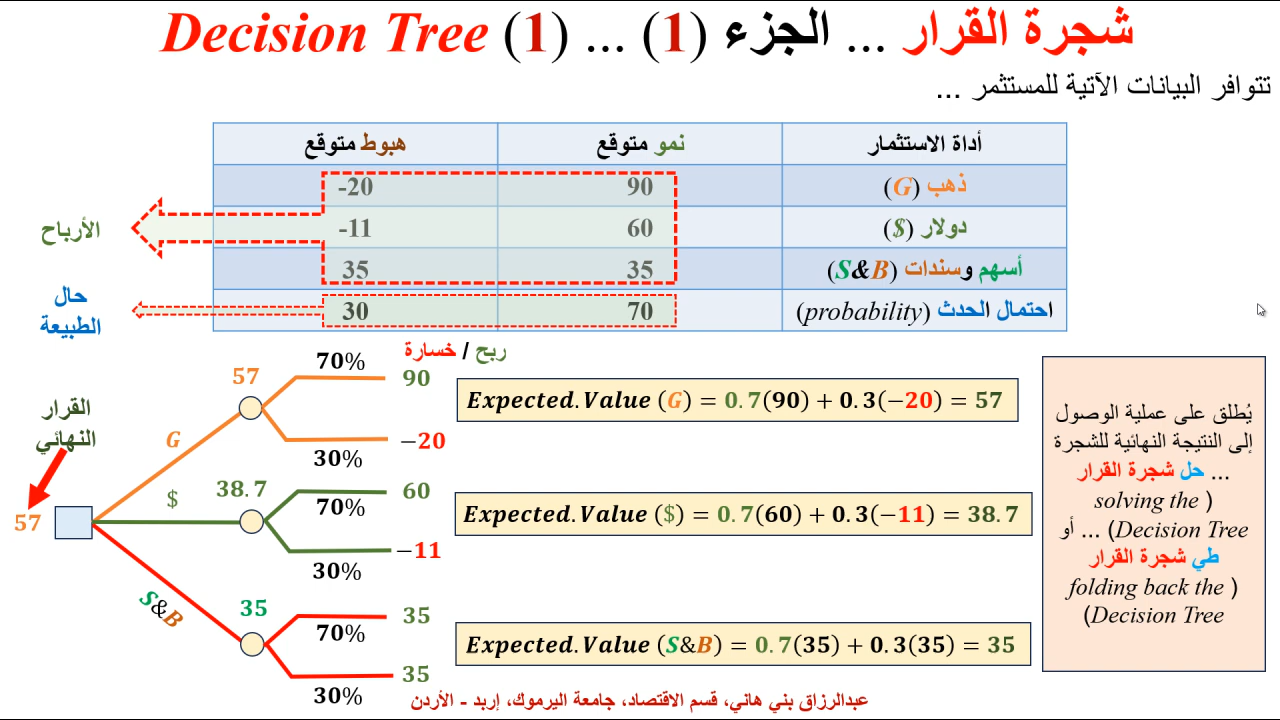 شجرة القرار ... الجزء (1) ... Decision Tree (1)
تتوافر البيانات الآتية للمستثمر ...
أداة الاستثمار نمو متوقع هبوط متوقع
ذهب (G) 90 -20
دولار ($) 60 -11
أسهم وسندات (S&B) 35 35
احتمال الحدث (probability) 70 30
الأرباح
حال
الطبيعة
ربح / خسارة
القرار
النهائي
57
G
57
70%
90
30%
−20
Expected.Value (G) = 0.7(90) + 0.3(−20) = 57
$
38.7
70%
60
30%
−11
Expected.Value ($) = 0.7(60) + 0.3(−11) = 38.7
S&B
35
70%
35
30%
35
Expected.Value (S&B) = 0.7(35) + 0.3(35) = 35
يُطلق على عملية الوصول
إلى النتيجة النهائية للشجرة
... حل شجرة القرار
(solving the
Decision Tree) ... أو
طي شجرة القرار
(folding back the
Decision Tree)
عبدالرزاق بني هاني، قسم الاقتصاد، جامعة اليرموك، إربد - الأردن